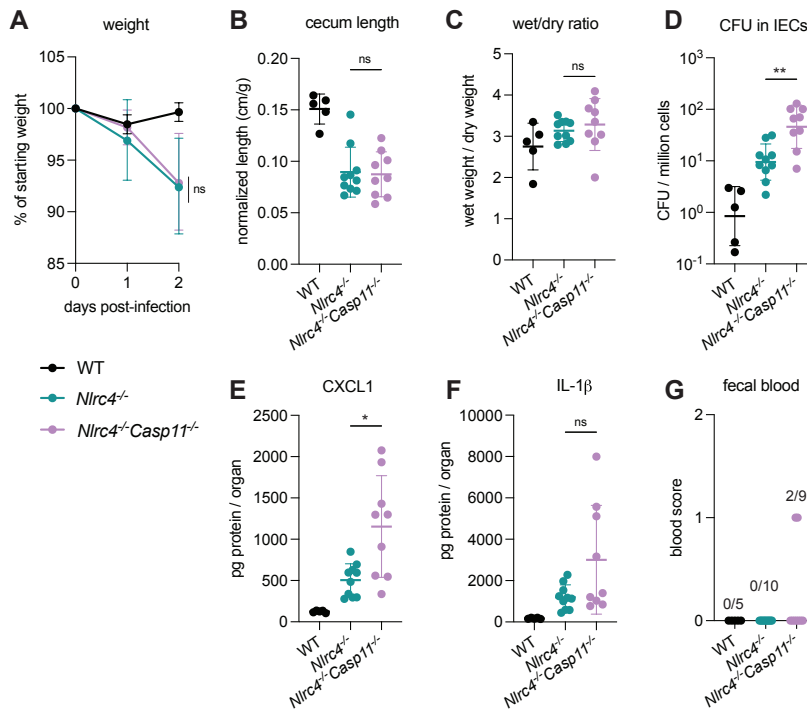 A
weight
% of starting weight
105
100
95
90
85
0
1
2
days post-infection
ns
B
cecum length
normalized length (cm/g)
0.20
0.15
0.10
0.05
0.00
ns
WT
Nlrc4-/-
Nlrc4-/-Casp11-/-
C
wet/dry ratio
wet weight / dry weight
5
4
3
2
1
0
ns
WT
Nlrc4-/-
Nlrc4-/-Casp11-/-
D
CFU in IECs
CFU / million cells
10³
10²
10¹
10⁰
10⁻¹
**
WT
Nlrc4-/-
Nlrc4-/-Casp11-/-
WT
Nlrc4-/-
Nlrc4-/-Casp11-/-
E
CXCL1
pg protein / organ
2500
2000
1500
1000
500
0
*
WT
Nlrc4-/-
Nlrc4-/-Casp11-/-
F
IL-1β
pg protein / organ
10000
8000
6000
4000
2000
0
ns
WT
Nlrc4-/-
Nlrc4-/-Casp11-/-
G
fecal blood
blood score
2
1
0
0/5
0/10
2/9
WT
Nlrc4-/-
Nlrc4-/-Casp11-/-